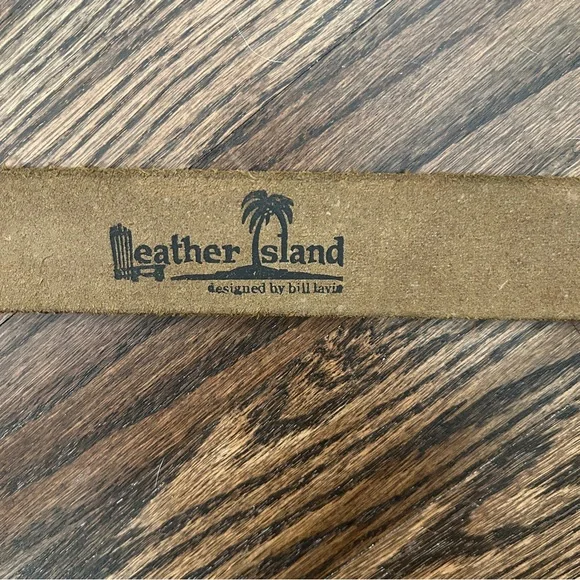 Leather Island
designed by bill lavin